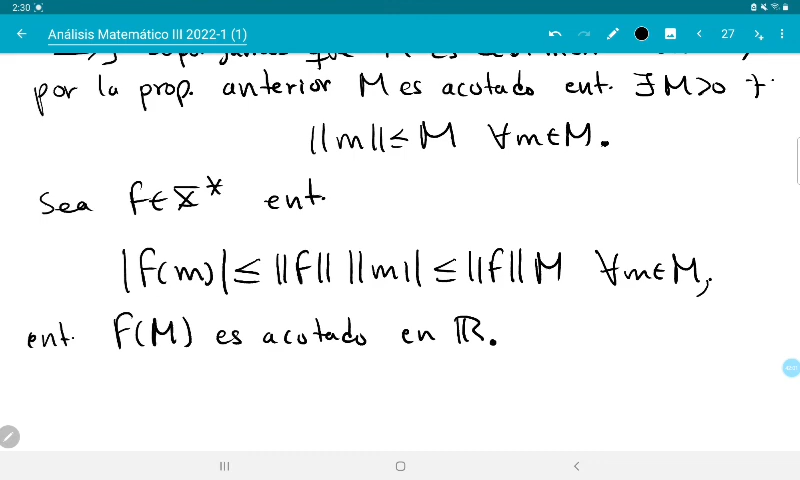 2:30
Análisis Matemático III 2022-1 (1)
27
por la prop. anterior M es acotado ent. ∃M>0 t.
||m||≤M ∀m∈M.
Sea f∈X* ent.
|f(m)|≤||f|| ||m||≤||f||M ∀m∈M,
ent. f(M) es acotado en ℝ.